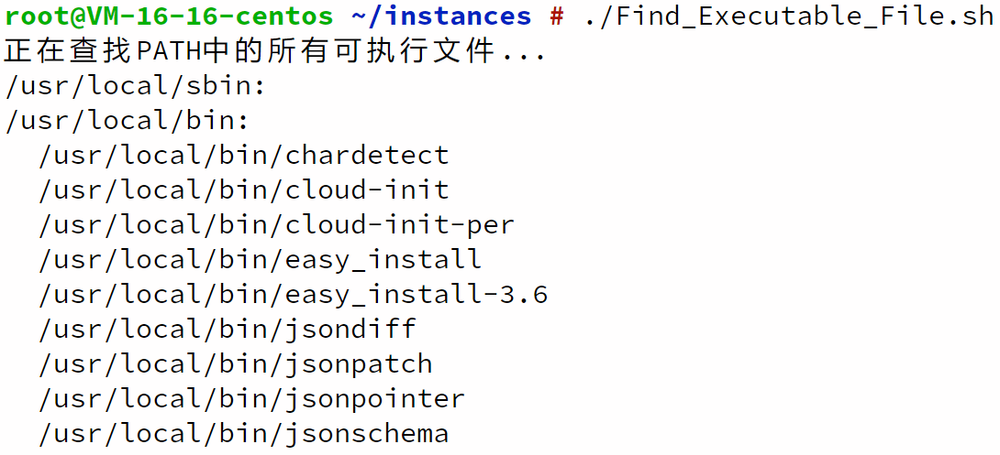 root@VM-16-16-centos ~/instances # ./Find_Executable_File.sh
正在查找PATH中的所有可执行文件...
/usr/local/sbin:
/usr/local/bin:
/usr/local/bin/chardetect
/usr/local/bin/cloud-init
/usr/local/bin/cloud-init-per
/usr/local/bin/easy_install
/usr/local/bin/easy_install-3.6
/usr/local/bin/jsondiff
/usr/local/bin/jsonpatch
/usr/local/bin/jsonpointer
/usr/local/bin/jsonschema